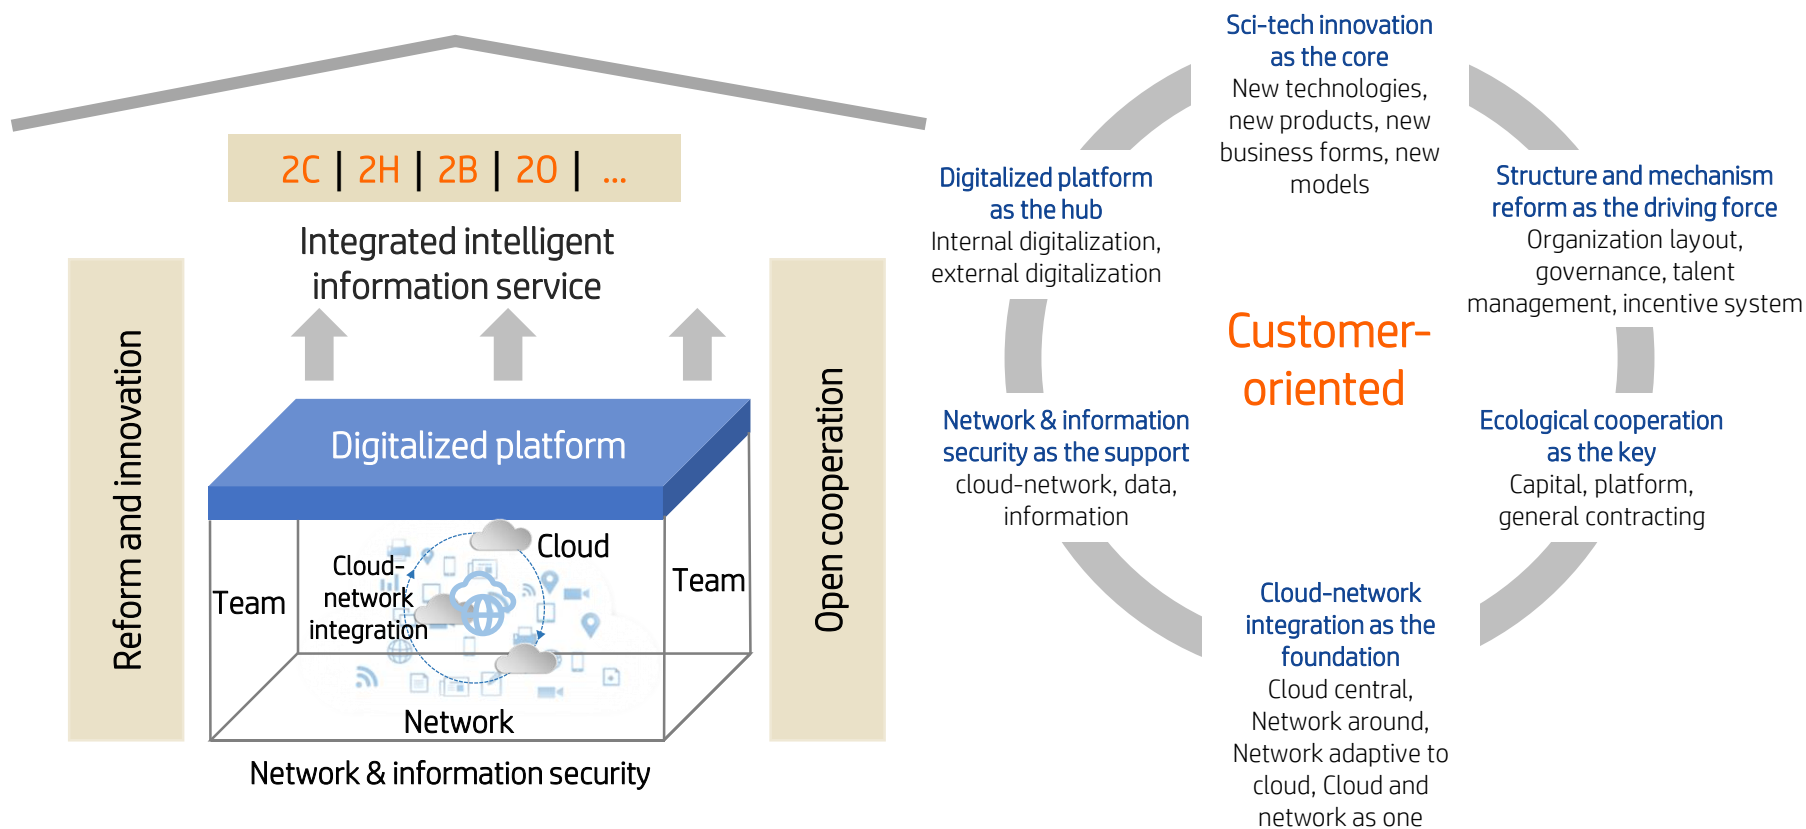 2C | 2H | 2B | 2O | ...
Integrated intelligent
information service
Reform and innovation
Digitalized platform
Open cooperation
Cloud
Cloud-
network
integration
Team
Team
Network
Network & information security
Sci-tech innovation
as the core
New technologies,
new products, new
business forms, new
models
Digitalized platform
as the hub
Internal digitalization,
external digitalization
Structure and mechanism
reform as the driving force
Organization layout,
governance, talent
management, incentive system
Customer-
oriented
Network & information
security as the support
cloud-network, data,
information
Ecological cooperation
as the key
Capital, platform,
general contracting
Cloud-network
integration as the
foundation
Cloud central,
Network around,
Network adaptive to
cloud, Cloud and
network as one